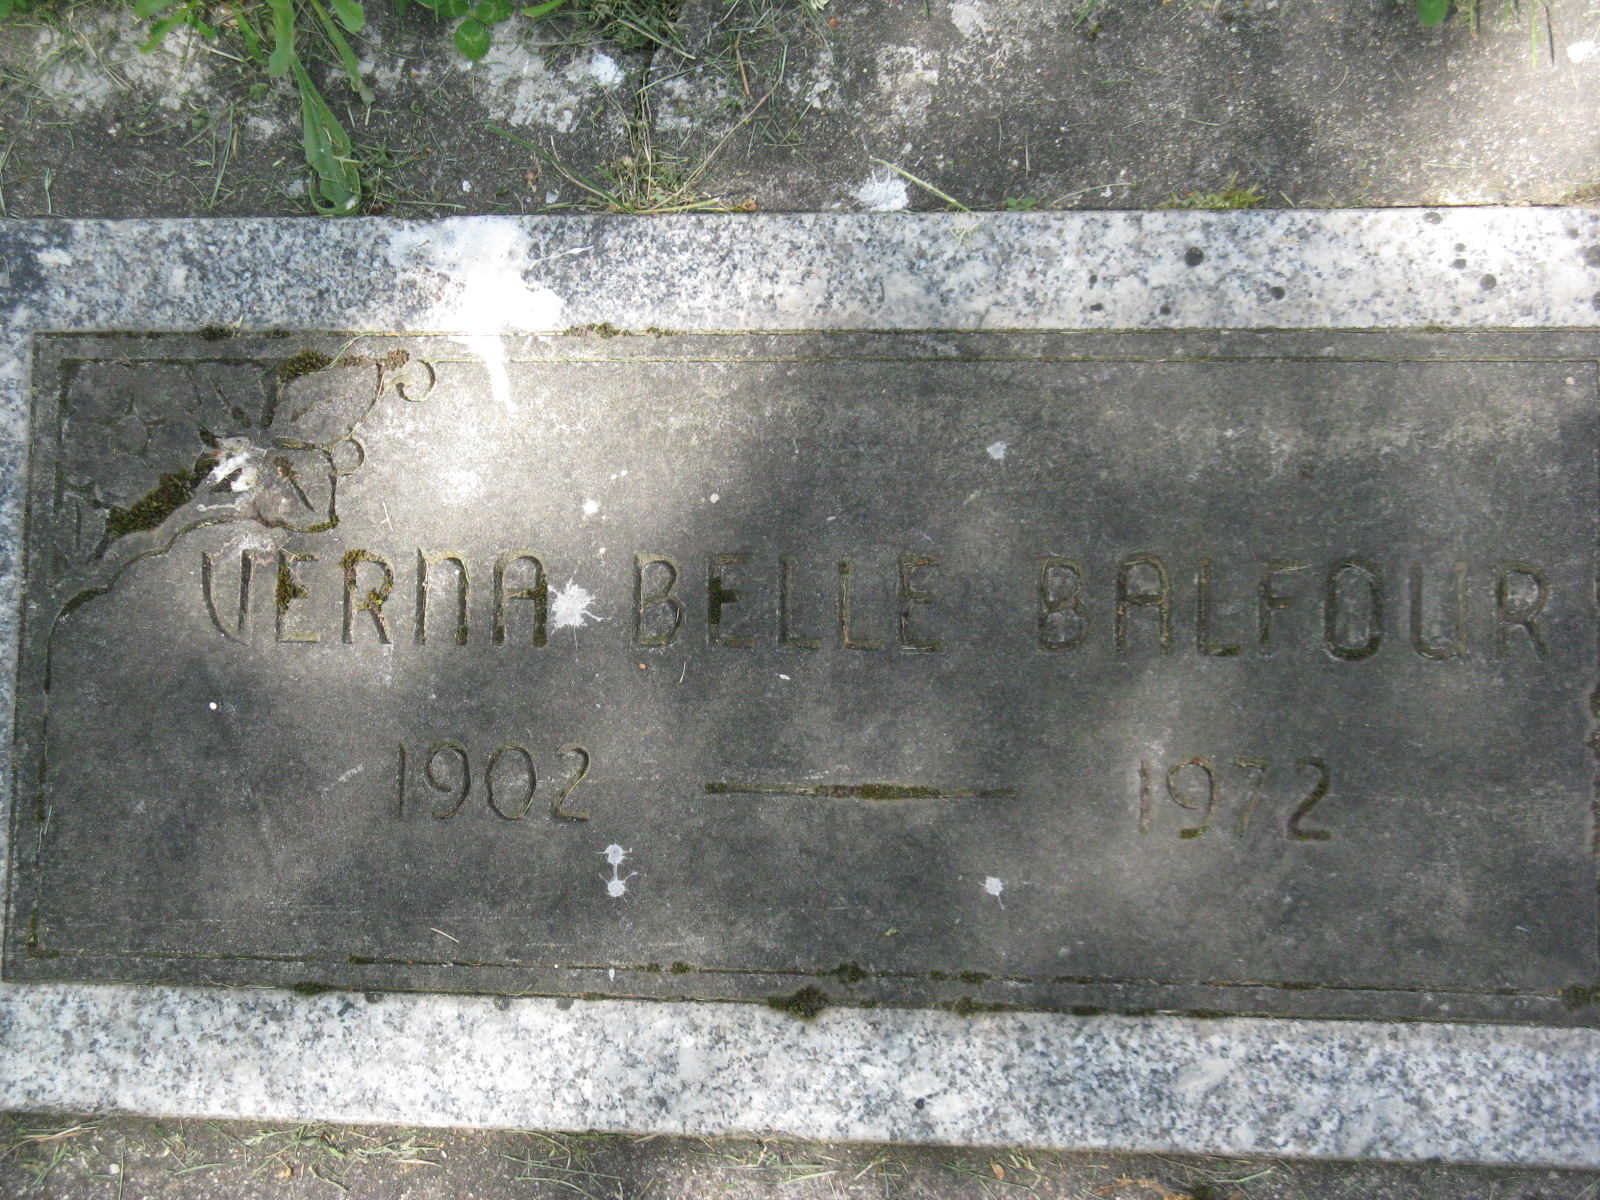 VERNA BELLE BALFOUR
1902 — 1972